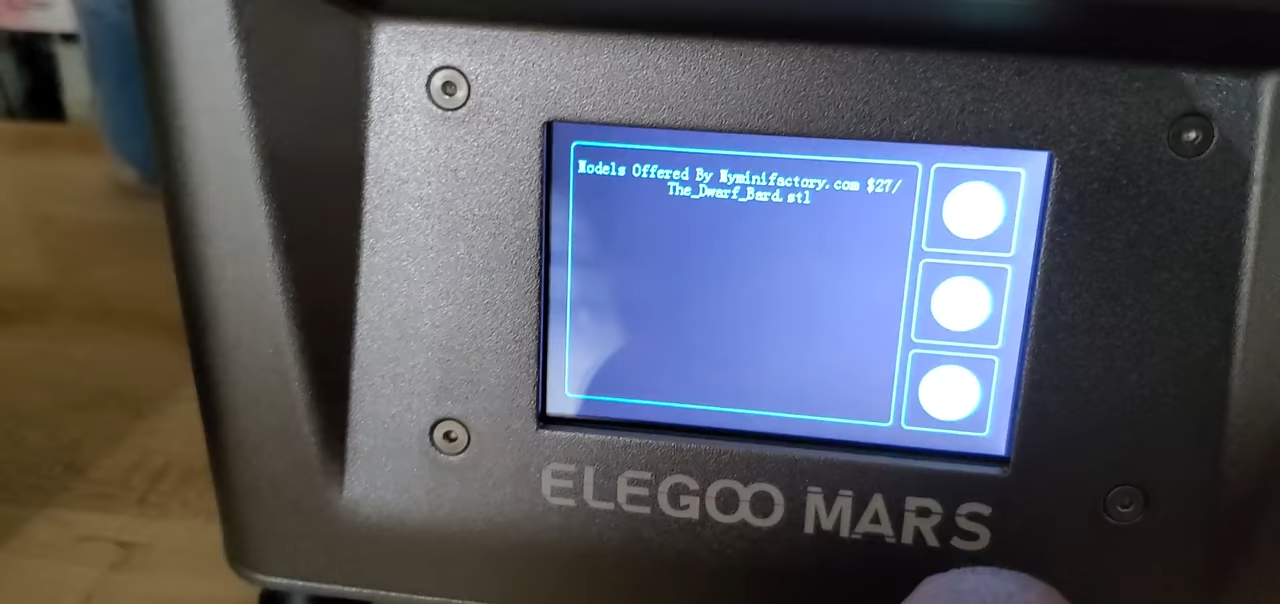 Models Offered By Myminifactory.com $27/
The_Dwarf_Bard.stl
ELEGOO MARS